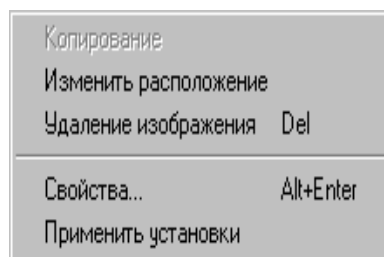 Копирование
Изменить расположение
Удаление изображения Del
Свойства... Alt+Enter
Применить установки